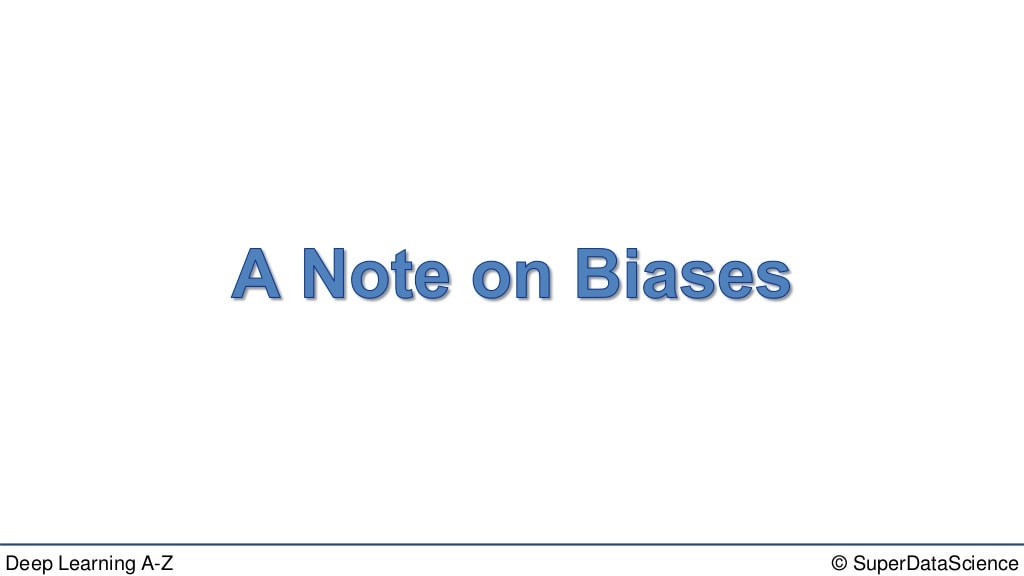 A Note on Biases
Deep Learning A-Z
© SuperDataScience